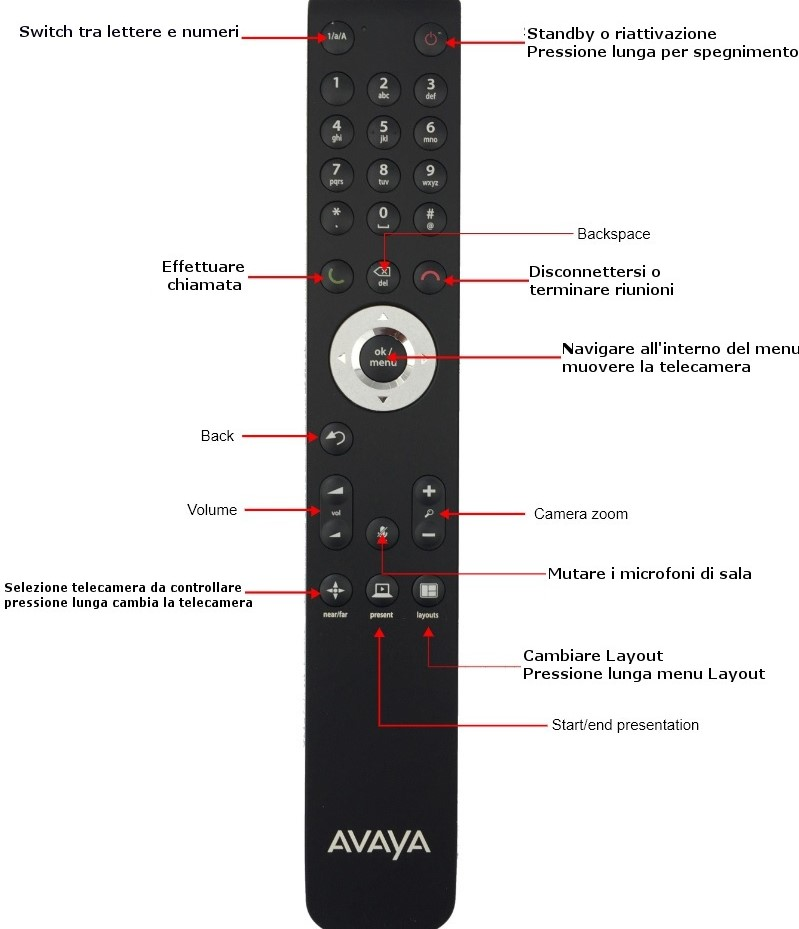 Switch tra lettere e numeri
1/a/A
Standby o riattivazione
Pressione lunga per spegnimento
1
2
abc
3
def
4
ghi
5
jkl
6
mno
7
pqrs
8
tuv
9
wxyz
*
.
0
#
@
Backspace
Effettuare
chiamata
del
Disconnettersi o
terminare riunioni
ok /
menu
Navigare all'interno del menu
muovere la telecamera
Back
Volume
vol
Camera zoom
Mutare i microfoni di sala
Selezione telecamera da controllare
pressione lunga cambia la telecamera
near/far
present
layouts
Cambiare Layout
Pressione lunga menu Layout
Start/end presentation
AVAYA